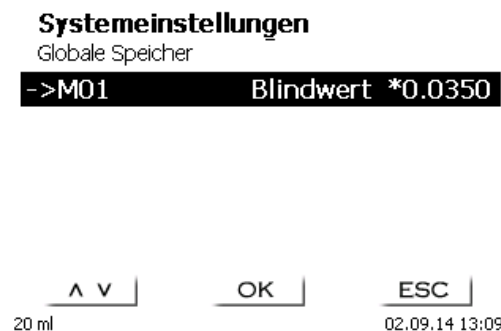 Systemeinstellungen
Globale Speicher
->M01 Blindwert *0.0350
∧ ∨ OK ESC
20 ml 02.09.14 13:09